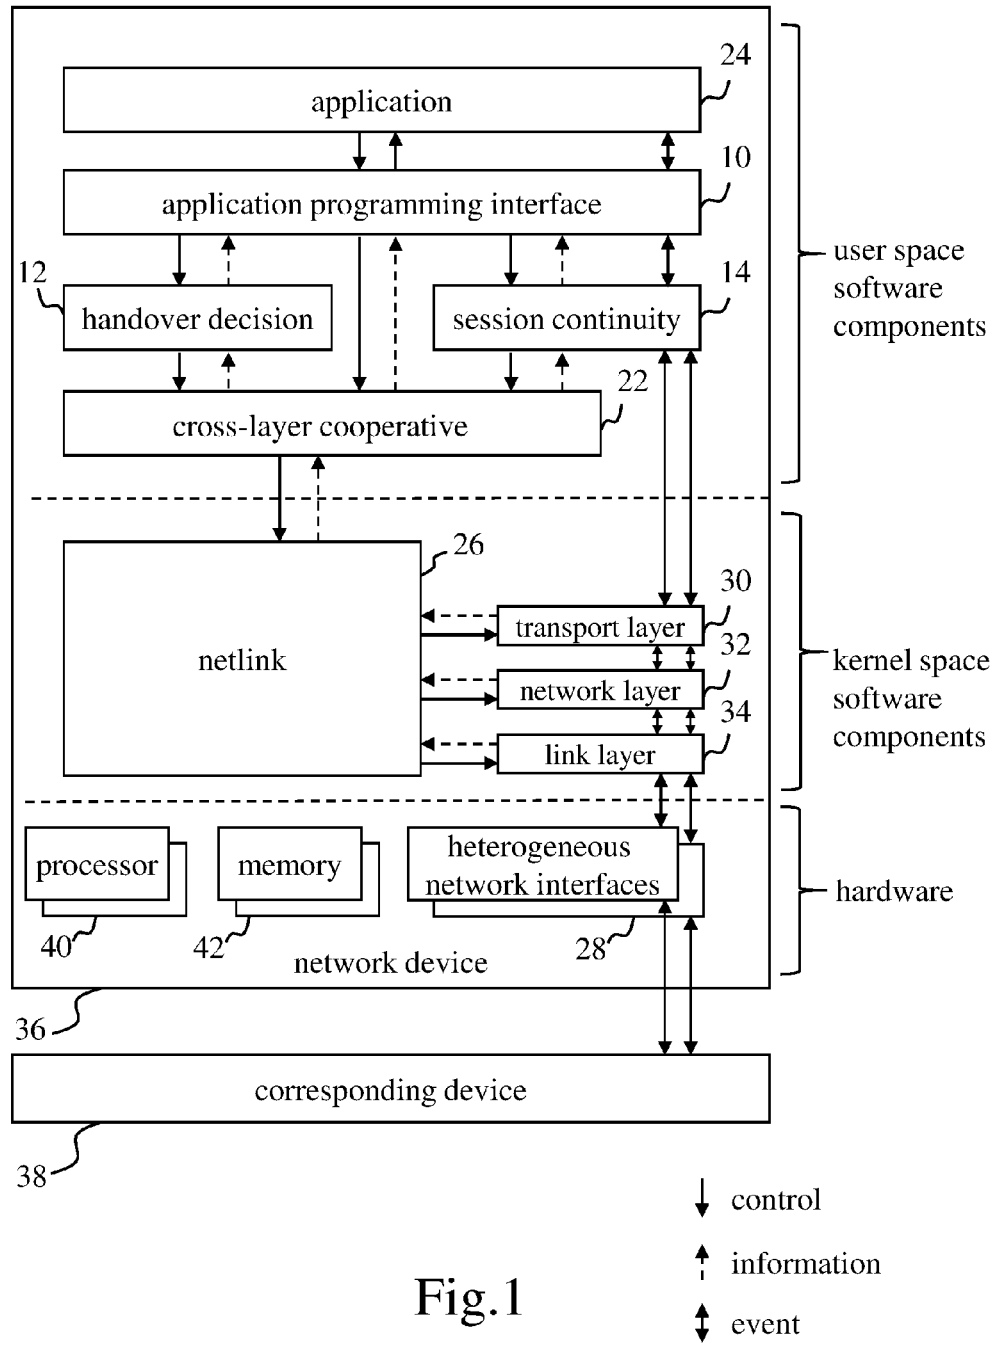 24
application
10
application programming interface
user space
software
components
12
14
handover decision
session continuity
22
cross-layer cooperative
26
30
transport layer
32
netlink
kernel space
software
components
network layer
34
link layer
processor
memory
heterogeneous
network interfaces
hardware
40
42
28
network device
36
corresponding device
38
control
information
event
Fig.1